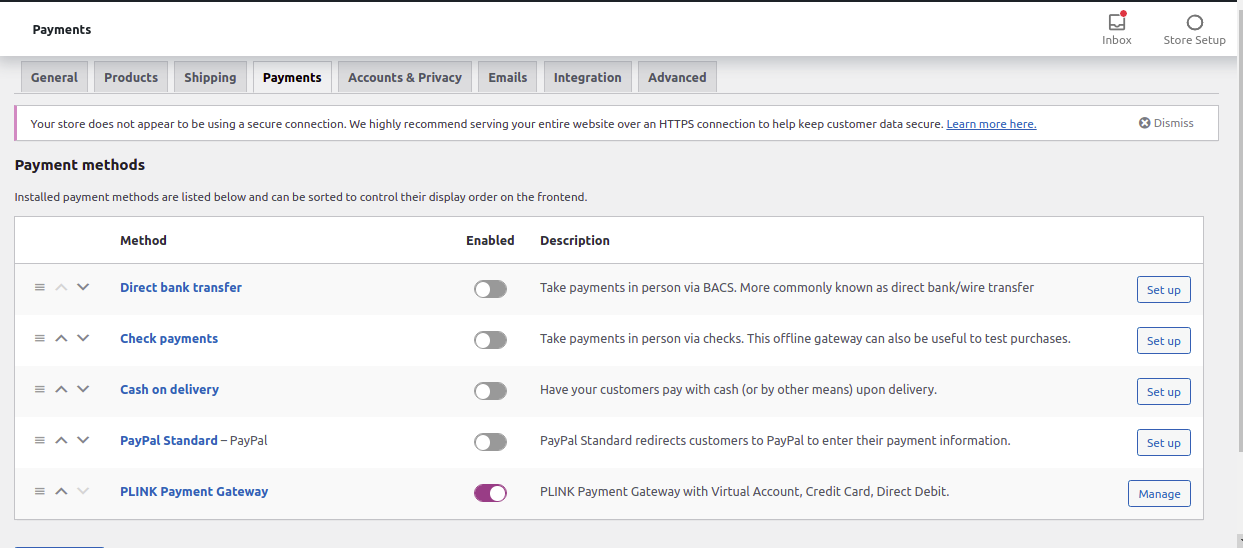 Payments
Inbox
Store Setup
General Products Shipping Payments Accounts & Privacy Emails Integration Advanced
Your store does not appear to be using a secure connection. We highly recommend serving your entire website over an HTTPS connection to help keep customer data secure. Learn more here. Dismiss
Payment methods
Installed payment methods are listed below and can be sorted to control their display order on the frontend.
Method Enabled Description
Direct bank transfer Take payments in person via BACS. More commonly known as direct bank/wire transfer Set up
Check payments Take payments in person via checks. This offline gateway can also be useful to test purchases. Set up
Cash on delivery Have your customers pay with cash (or by other means) upon delivery. Set up
PayPal Standard – PayPal PayPal Standard redirects customers to PayPal to enter their payment information. Set up
PLINK Payment Gateway PLINK Payment Gateway with Virtual Account, Credit Card, Direct Debit. Manage